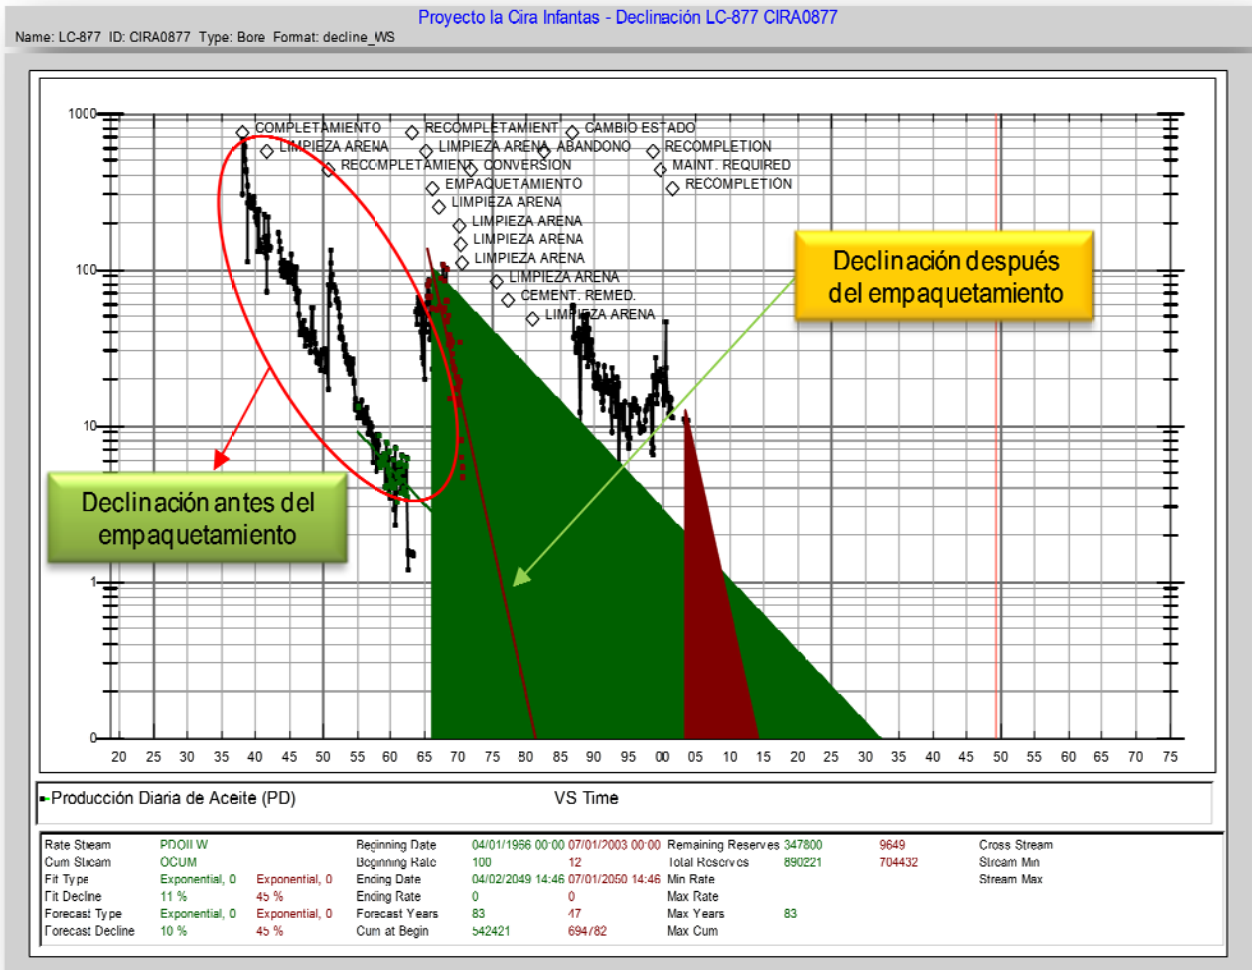 Proyecto la Cira Infantas - Declinación LC-877 CIRA0877
Name: LC-877 ID: CIRA0877 Type: Bore Format: decline_WS
1000
COMPLETAMIENTO
RECOMPLETAMIENT
CAMBIO ESTADO
LIMPIEZA ARENA
LIMPIEZA ARENA
ABANDONO
RECOMPLETION
RECOMPLETAMIENT
CONVERSION
MAINT. REQUIRED
EMPAQUETAMIENTO
RECOMPLETION
LIMPIEZA ARENA
LIMPIEZA ARENA
LIMPIEZA ARENA
LIMPIEZA ARENA
LIMPIEZA ARENA
CEMENT. REMED.
LIMPIEZA ARENA
Declinación después
del empaquetamiento
100
10
Declinación antes del
empaquetamiento
1
0
20 25 30 35 40 45 50 55 60 65 70 75 80 85 90 95 00 05 10 15 20 25 30 35 40 45 50 55 60 65 70 75
Producción Diaria de Aceite (PD) VS Time
Rate Stream PDOIL W Beginning Date 04/01/1966 00:00 07/01/2003 00:00 Remaining Reserves 347800 9649 Cross Stream
Cum Stream OCUM Beginning Rate 100 12 Total Reserves 890221 704432 Stream Min
Fit Type Exponential, 0 Exponential, 0 Ending Date 04/02/2049 14:46 07/01/2050 14:46 Min Rate Stream Max
Fit Decline 11 % 45 % Ending Rate 0 0 Max Rate
Forecast Type Exponential, 0 Exponential, 0 Forecast Years 83 47 Max Years 83
Forecast Decline 10 % 45 % Cum at Begin 542421 694782 Max Cum